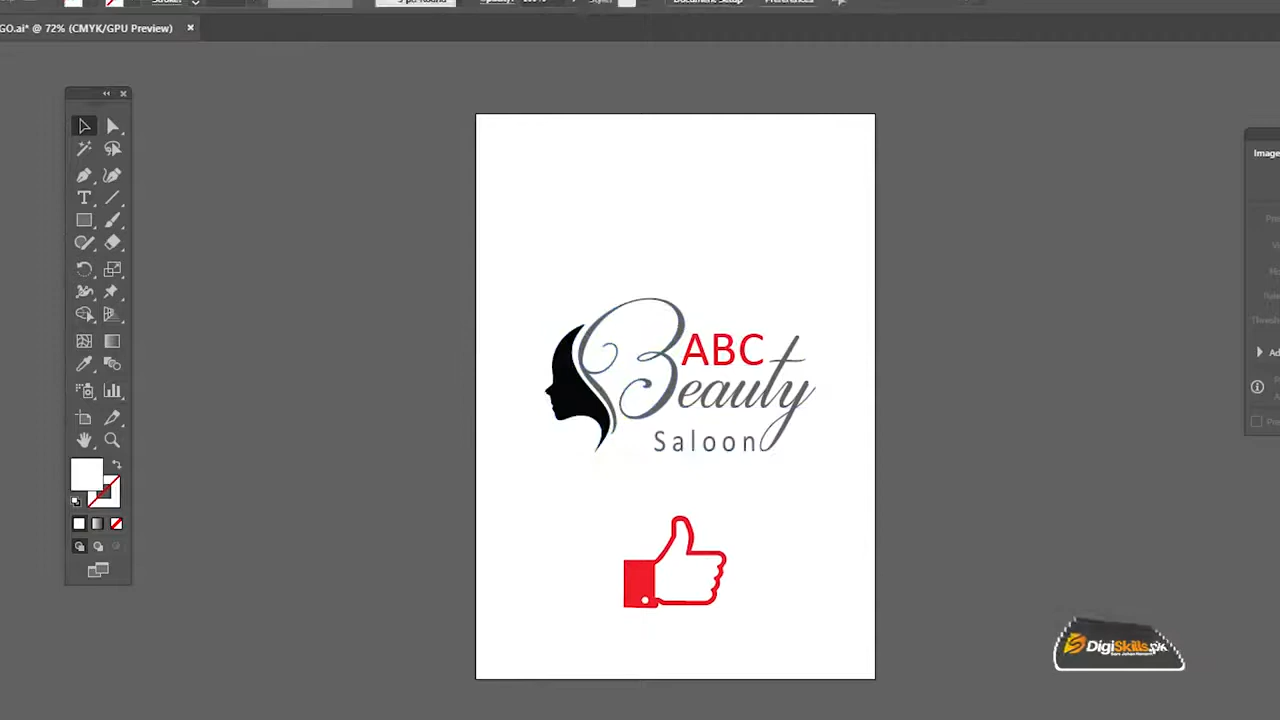 GO.ai* @ 72% (CMYK/GPU Preview)
Document Setup
Preferences
Image
ABC
Beauty
Saloon
DigiSkills.pk